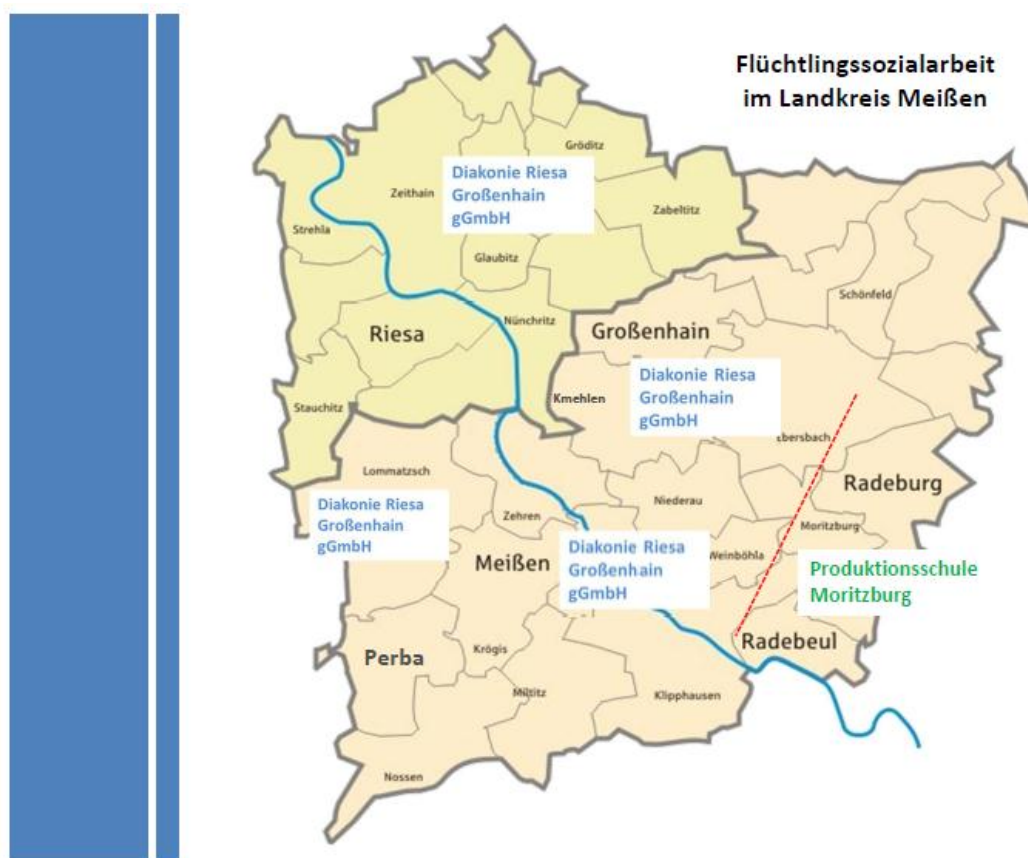 Flüchtlingssozialarbeit
im Landkreis Meißen
Gröditz
Diakonie Riesa
Großenhain
gGmbH
Zeithain
Zabeltitz
Strehla
Glaubitz
Schönfeld
Nünchritz
Riesa
Großenhain
Diakonie Riesa
Großenhain
gGmbH
Kmehlen
Stauchitz
Ebersbach
Lommatzsch
Radeburg
Niederau
Diakonie Riesa
Großenhain
gGmbH
Zehren
Moritzburg
Diakonie Riesa
Großenhain
gGmbH
Weinböhla
Meißen
Produktionsschule
Moritzburg
Radebeul
Perba
Krögis
Miltitz
Klipphausen
Nossen